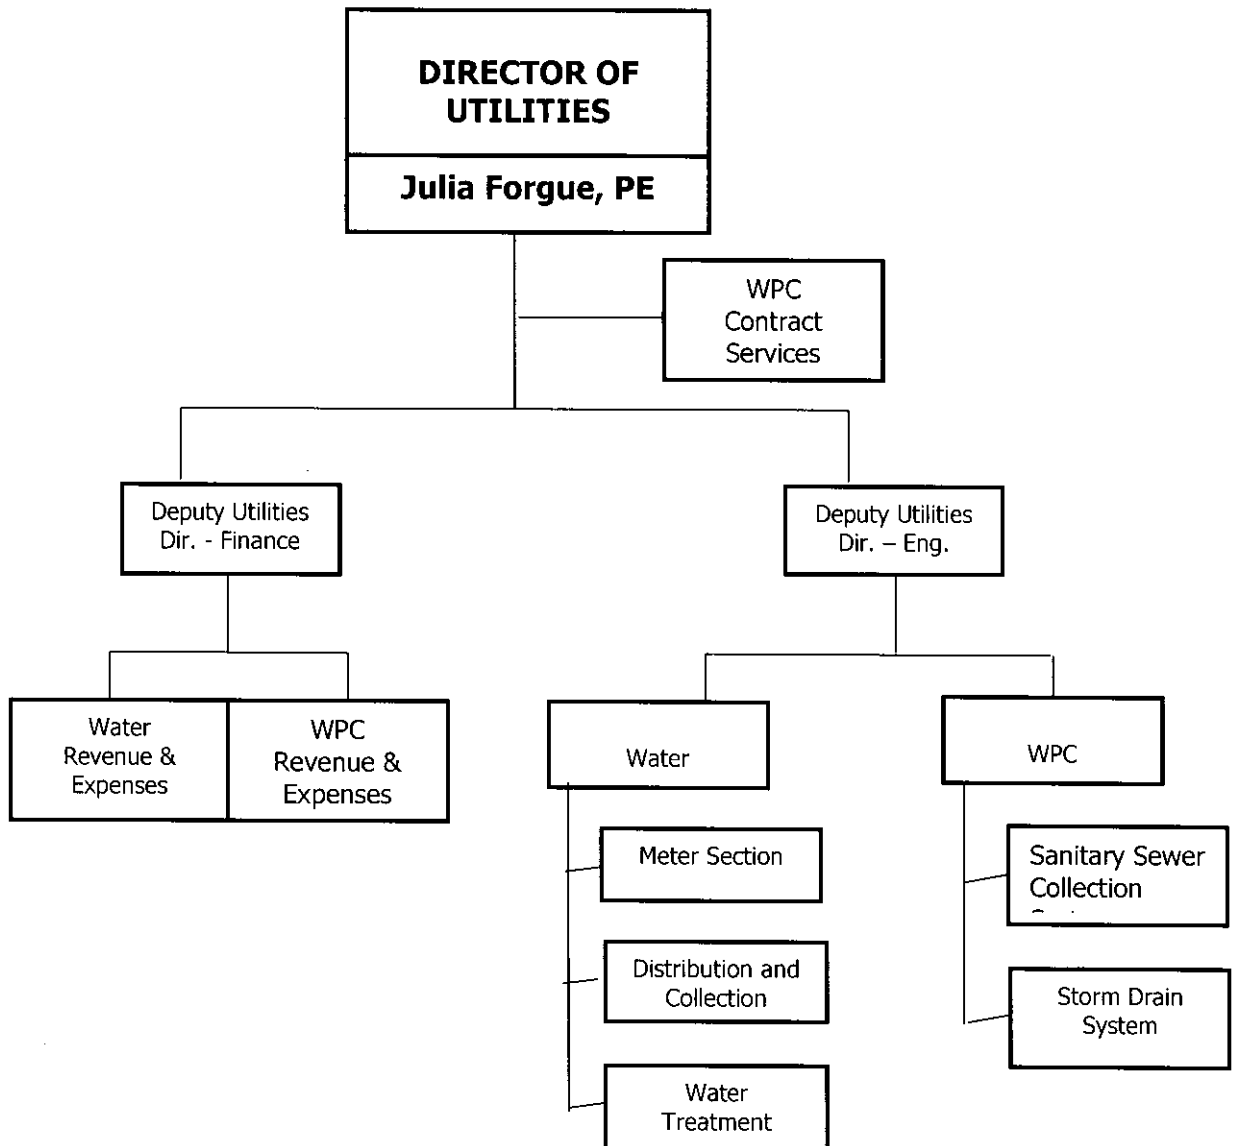 DIRECTOR OF
UTILITIES
Julia Forgue, PE
WPC
Contract
Services
Deputy Utilities
Dir. - Finance
Deputy Utilities
Dir. – Eng.
Water
Revenue &
Expenses
WPC
Revenue &
Expenses
Water
WPC
Meter Section
Sanitary Sewer
Collection
Distribution and
Collection
Storm Drain
System
Water
Treatment